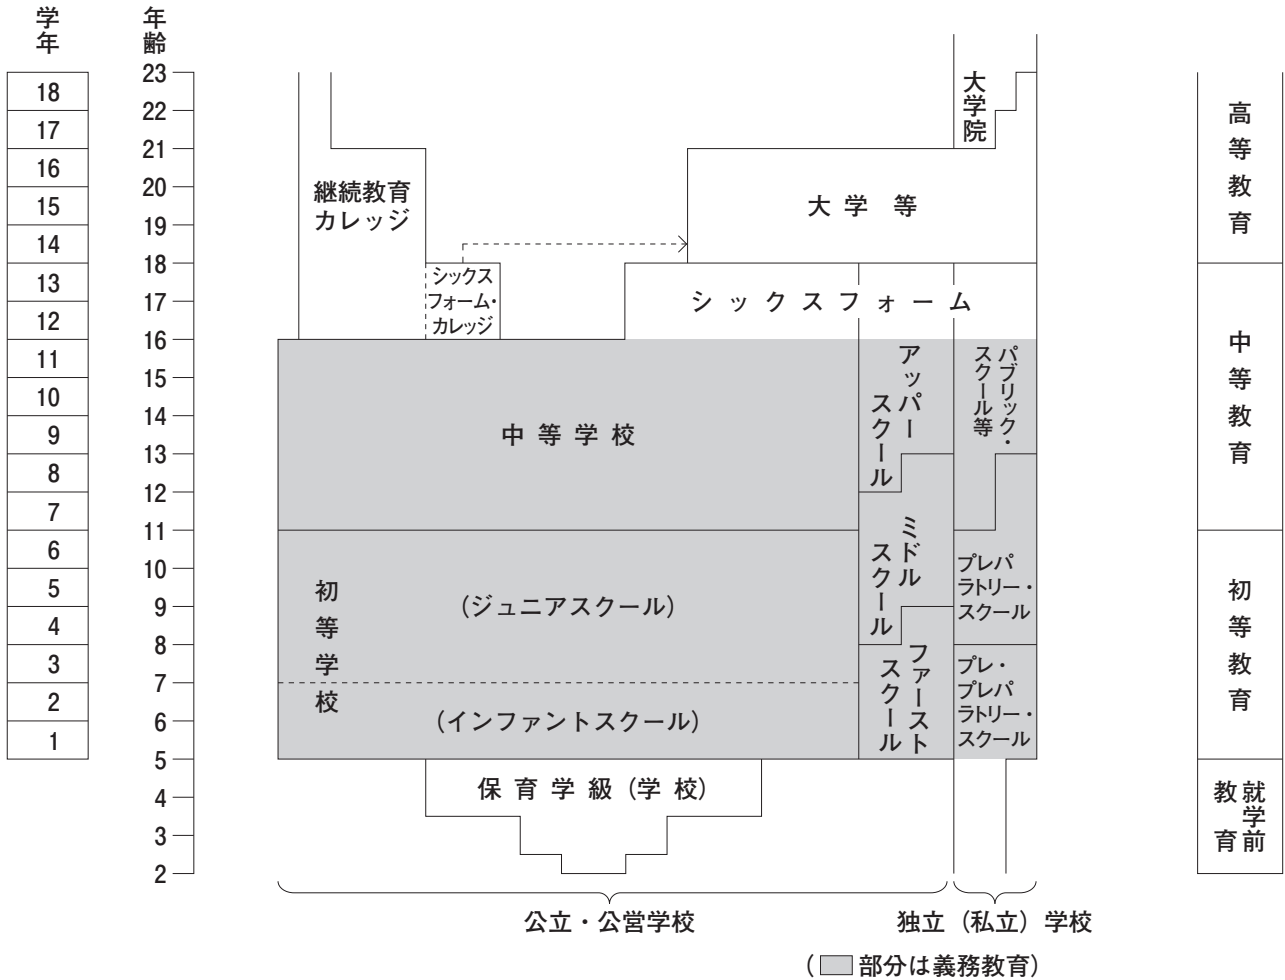 学年
年齢
18
17
16
15
14
13
12
11
10
9
8
7
6
5
4
3
2
1
23
22
21
20
19
18
17
16
15
14
13
12
11
10
9
8
7
6
5
4
3
2
大学院
継続教育
カレッジ
大学等
シックス
フォーム・
カレッジ
シックスフォーム
中等学校
アッパー
スクール
パブリック・
スクール等
初等学校
(ジュニアスクール)
(インファントスクール)
ミドル
スクール
ファースト
スクール
プレパ
ラトリー・
スクール
プレ・
プレパ
ラトリー・
スクール
保育学級(学校)
高等教育
中等教育
初等教育
就学前
教育
公立・公営学校
独立(私立)学校
(部分は義務教育)